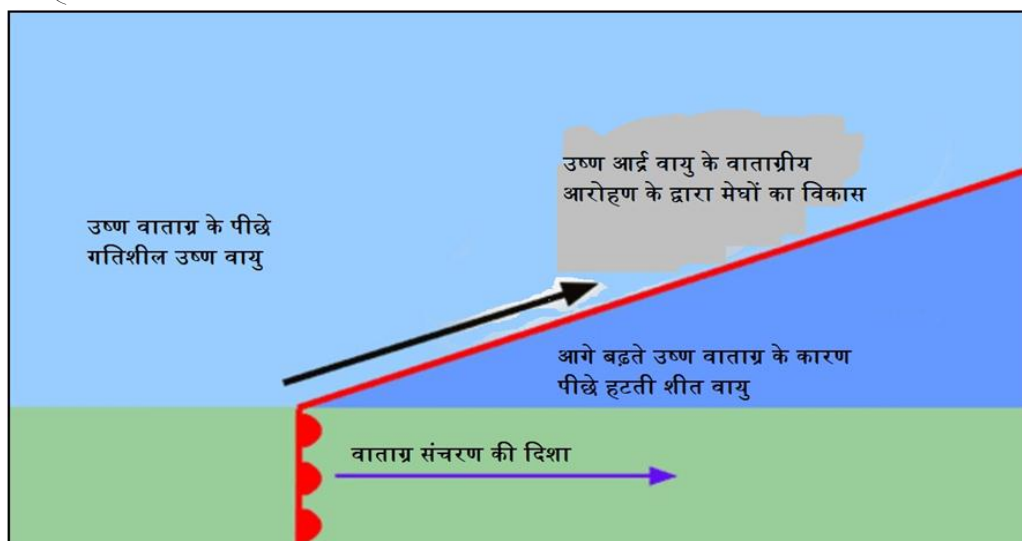 उष्ण आर्द्र वायु के वाताग्रीय
आरोहण के द्वारा मेघों का विकास
उष्ण वाताग्र के पीछे
गतिशील उष्ण वायु
आगे बढ़ते उष्ण वाताग्र के कारण
पीछे हटती शीत वायु
वाताग्र संचरण की दिशा